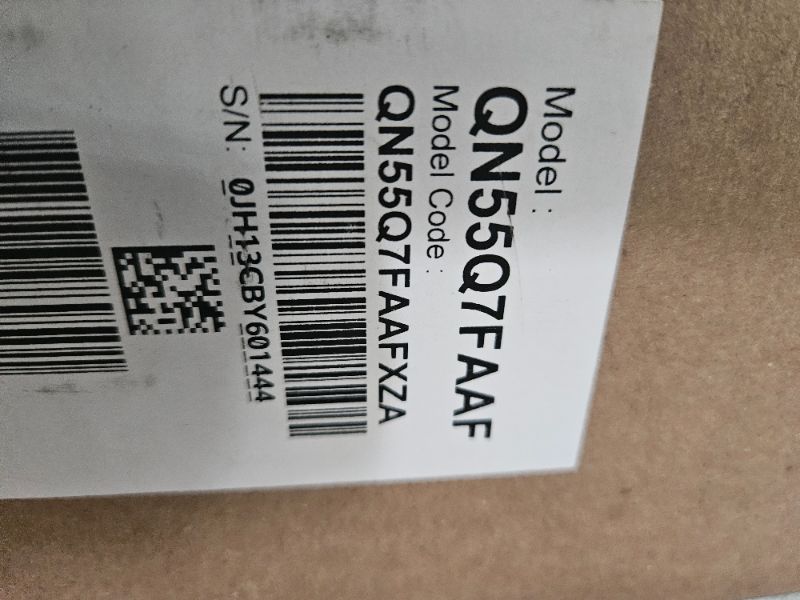 Model :
QN55Q7FAAF
Model Code :
QN55Q7FAAFXZA
S/N: 0JH13CBY601444